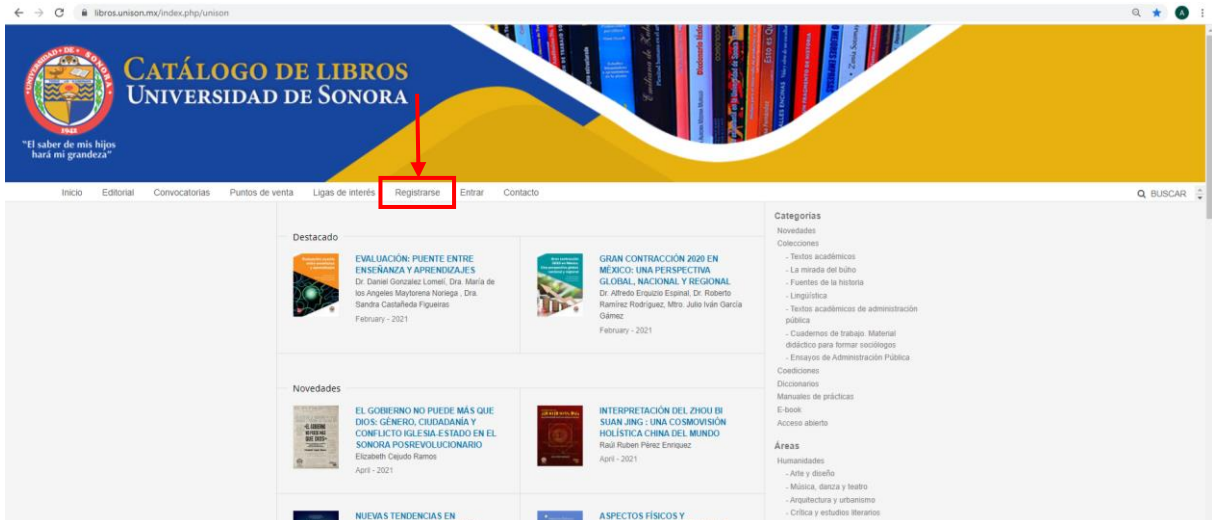 libros.unison.mx/index.php/unison
CATÁLOGO DE LIBROS
UNIVERSIDAD DE SONORA
1942
"El saber de mis hijos
hará mi grandeza"
Inicio Editorial Convocatorias Puntos de venta Ligas de interés Registrarse Entrar Contacto
BUSCAR
Destacado
EVALUACIÓN: PUENTE ENTRE
ENSEÑANZA Y APRENDIZAJES
Dr. Daniel Gonzalez Lomelí, Dra. María de
los Angeles Maytorena Noriega , Dra.
Sandra Castañeda Figueiras
February - 2021
GRAN CONTRACCIÓN 2020 EN
MÉXICO: UNA PERSPECTIVA
GLOBAL, NACIONAL Y REGIONAL
Dr. Alfredo Erquizio Espinal, Dr. Roberto
Ramírez Rodríguez, Mtro. Julio Iván García
Gámez
February - 2021
Novedades
EL GOBIERNO NO PUEDE MÁS QUE
DIOS: GÉNERO, CIUDADANÍA Y
CONFLICTO IGLESIA-ESTADO EN EL
SONORA POSREVOLUCIONARIO
Elizabeth Cejudo Ramos
April - 2021
INTERPRETACIÓN DEL ZHOU BI
SUAN JING : UNA COSMOVISIÓN
HOLÍSTICA CHINA DEL MUNDO
Raúl Ruben Pérez Enriquez
April - 2021
NUEVAS TENDENCIAS EN
ASPECTOS FÍSICOS Y
Categorías
Novedades
Colecciones
- Textos académicos
- La mirada del búho
- Fuentes de la historia
- Lingüística
- Textos académicos de administración
pública
- Cuadernos de trabajo. Material
didáctico para formar sociólogos
- Ensayos de Administración Pública
Coediciones
Diccionarios
Manuales de prácticas
E-book
Acceso abierto
Áreas
Humanidades
- Arte y diseño
- Música, danza y teatro
- Arquitectura y urbanismo
- Crítica y estudios literarios